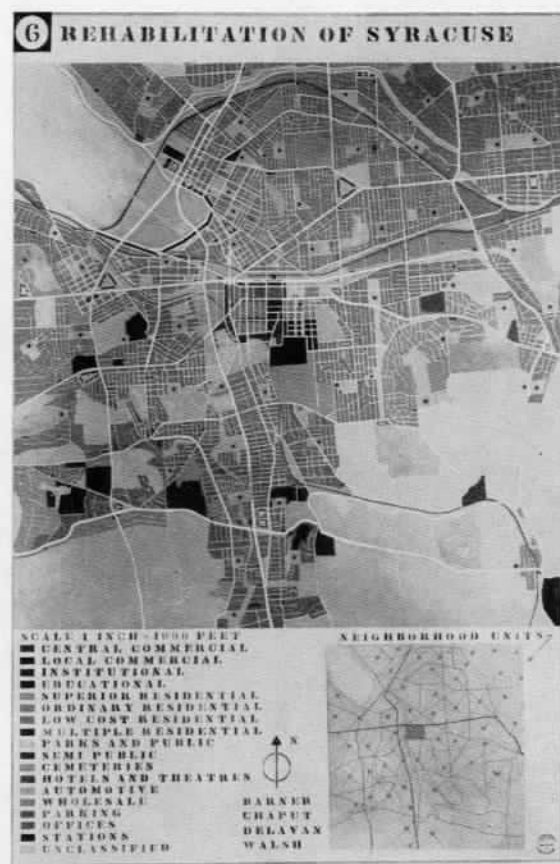 6 REHABILITATION OF SYRACUSE
SCALE 1 INCH = 1000 FEET
CENTRAL COMMERCIAL
LOCAL COMMERCIAL
INSTITUTIONAL
EDUCATIONAL
SUPERIOR RESIDENTIAL
ORDINARY RESIDENTIAL
LOW COST RESIDENTIAL
MULTIPLE RESIDENTIAL
PARKS AND PUBLIC
SEMI PUBLIC
CEMETERIES
HOTELS AND THEATRES
AUTOMOTIVE
WHOLESALE
PARKING
OFFICES
STATIONS
UNCLASSIFIED
N
BARNER
CHAPUT
DELAVAN
WALSH
NEIGHBORHOOD UNITS